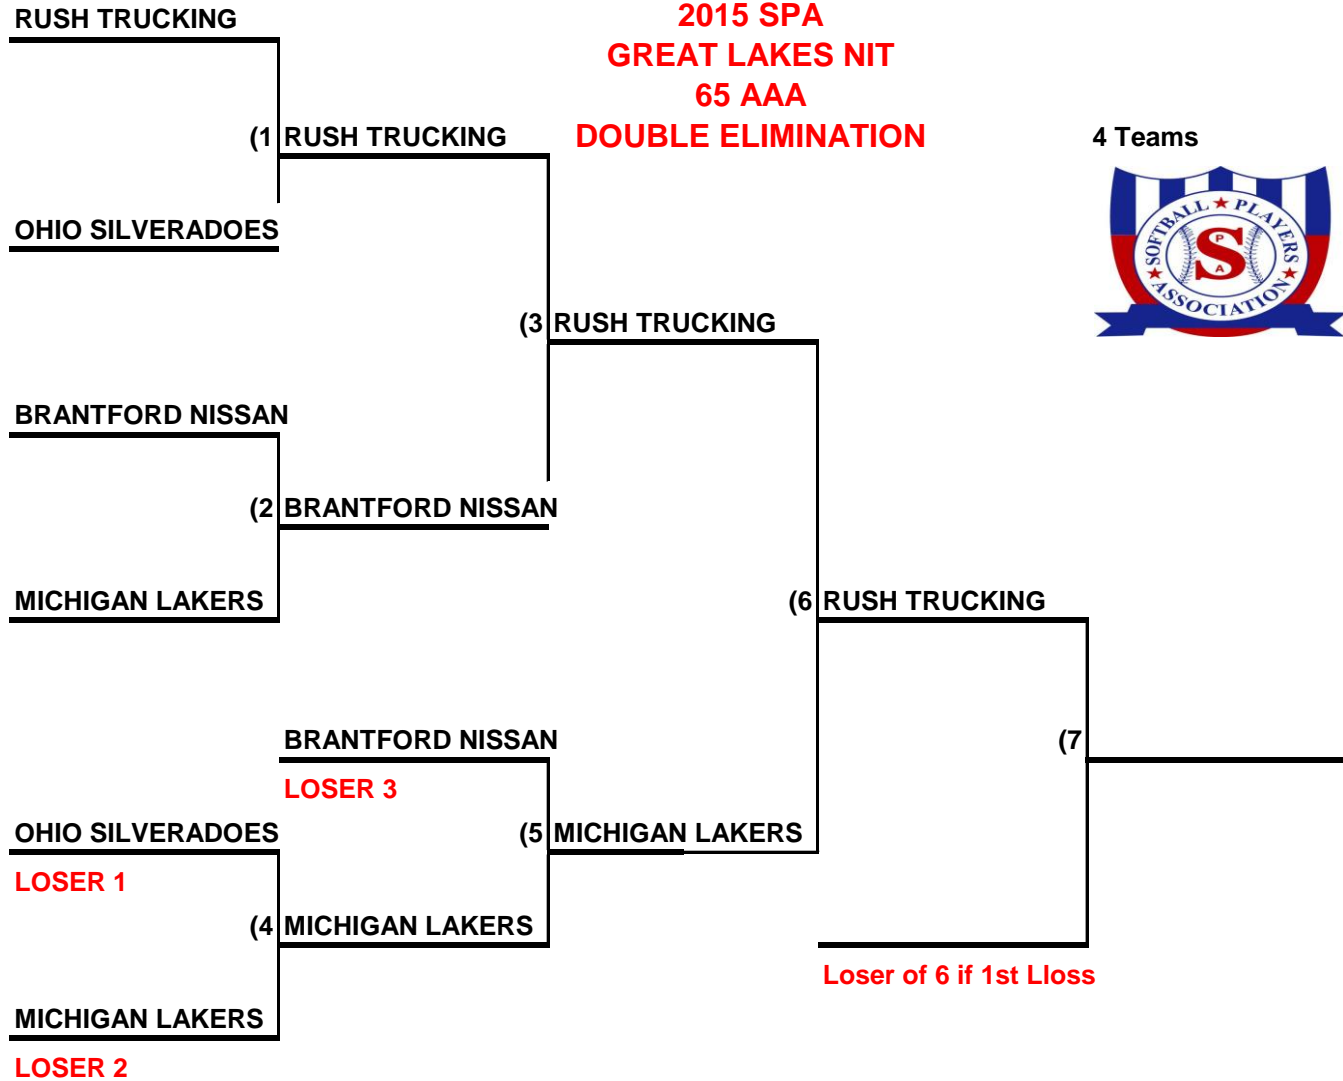 RUSH TRUCKING
2015 SPA
GREAT LAKES NIT
65 AAA
DOUBLE ELIMINATION
(1 RUSH TRUCKING
4 Teams
OHIO SILVERADOES
SOFTBALL ★ PLAYERS
★ ASSOCIATION ★
P
S
A
(3 RUSH TRUCKING
BRANTFORD NISSAN
(2 BRANTFORD NISSAN
MICHIGAN LAKERS
(6 RUSH TRUCKING
BRANTFORD NISSAN
(7
LOSER 3
OHIO SILVERADOES
(5 MICHIGAN LAKERS
LOSER 1
(4 MICHIGAN LAKERS
Loser of 6 if 1st Lloss
MICHIGAN LAKERS
LOSER 2